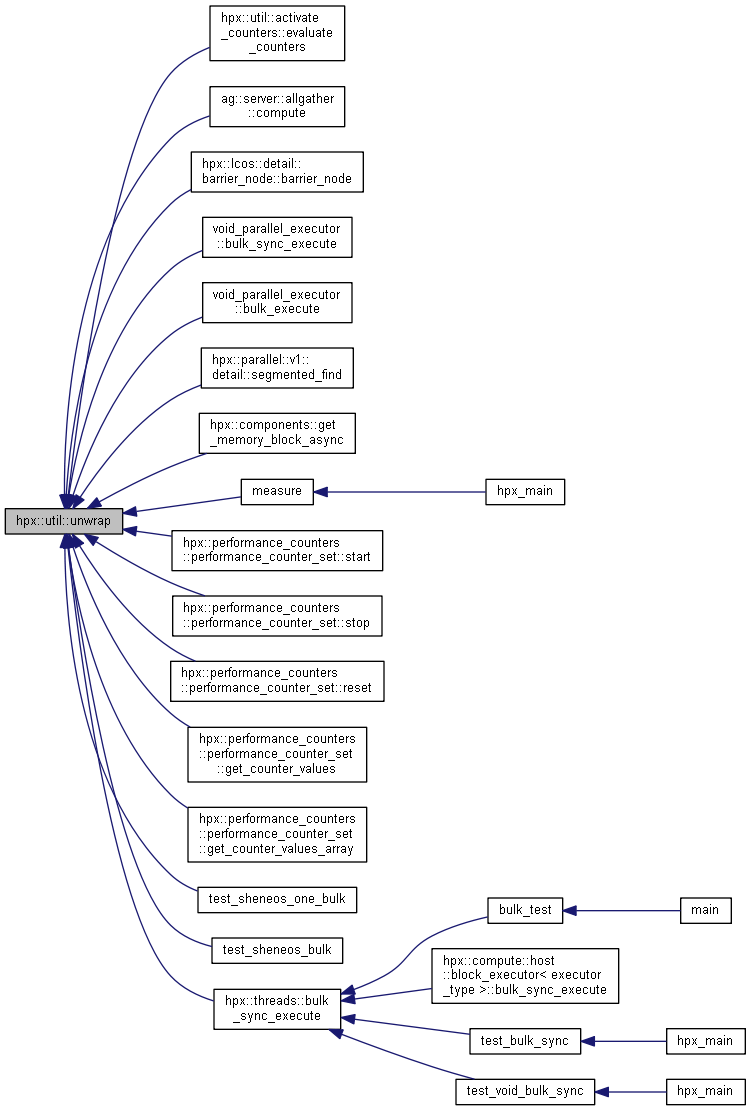 hpx::util::activate
_counters::evaluate
_counters
ag::server::allgather
::compute
hpx::lcos::detail::
barrier_node::barrier_node
void_parallel_executor
::bulk_sync_execute
void_parallel_executor
::bulk_execute
hpx::parallel::v1::
detail::segmented_find
hpx::components::get
_memory_block_async
measure
hpx_main
hpx::util::unwrap
hpx::performance_counters
::performance_counter_set::start
hpx::performance_counters
::performance_counter_set::stop
hpx::performance_counters
::performance_counter_set::reset
hpx::performance_counters
::performance_counter_set
::get_counter_values
hpx::performance_counters
::performance_counter_set
::get_counter_values_array
test_sheneos_one_bulk
test_sheneos_bulk
hpx::threads::bulk
_sync_execute
bulk_test
main
hpx::compute::host
::block_executor< executor
_type >::bulk_sync_execute
test_bulk_sync
hpx_main
test_void_bulk_sync
hpx_main